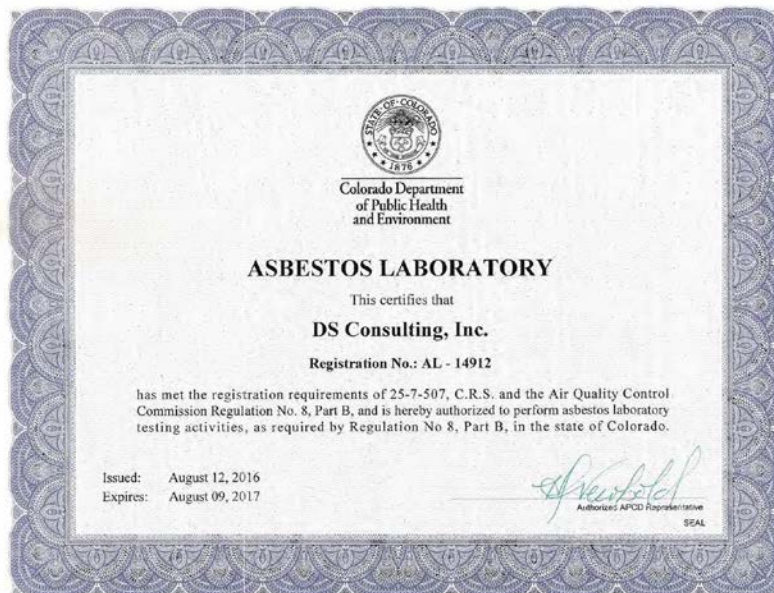 STATE OF COLORADO
1876
Colorado Department
of Public Health
and Environment
ASBESTOS LABORATORY
This certifies that
DS Consulting, Inc.
Registration No.: AL - 14912
has met the registration requirements of 25-7-507, C.R.S. and the Air Quality Control
Commission Regulation No. 8, Part B, and is hereby authorized to perform asbestos laboratory
testing activities, as required by Regulation No 8, Part B, in the state of Colorado.
Issued: August 12, 2016
Expires: August 09, 2017
Authorized APCD Representative
SEAL